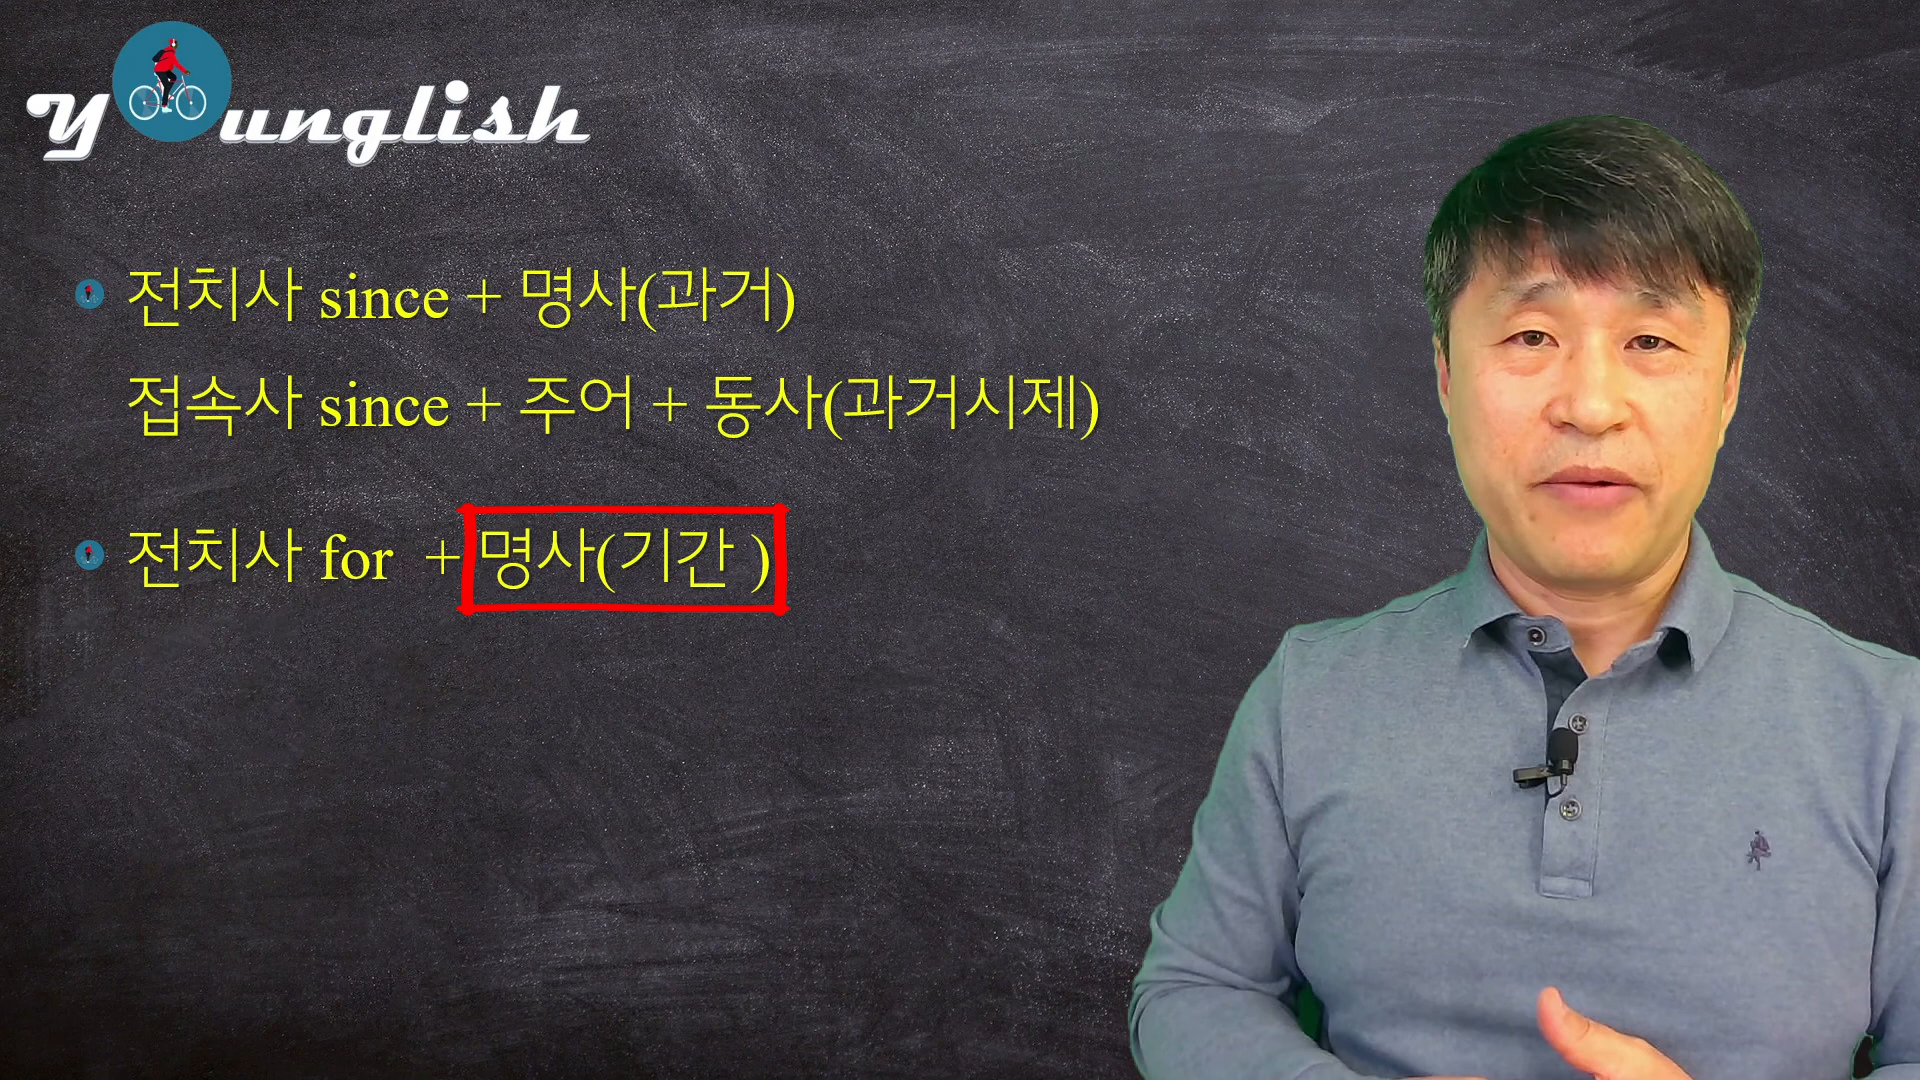 Younglish
전치사 since + 명사(과거)
접속사 since + 주어 + 동사(과거시제)
전치사 for + 명사(기간 )